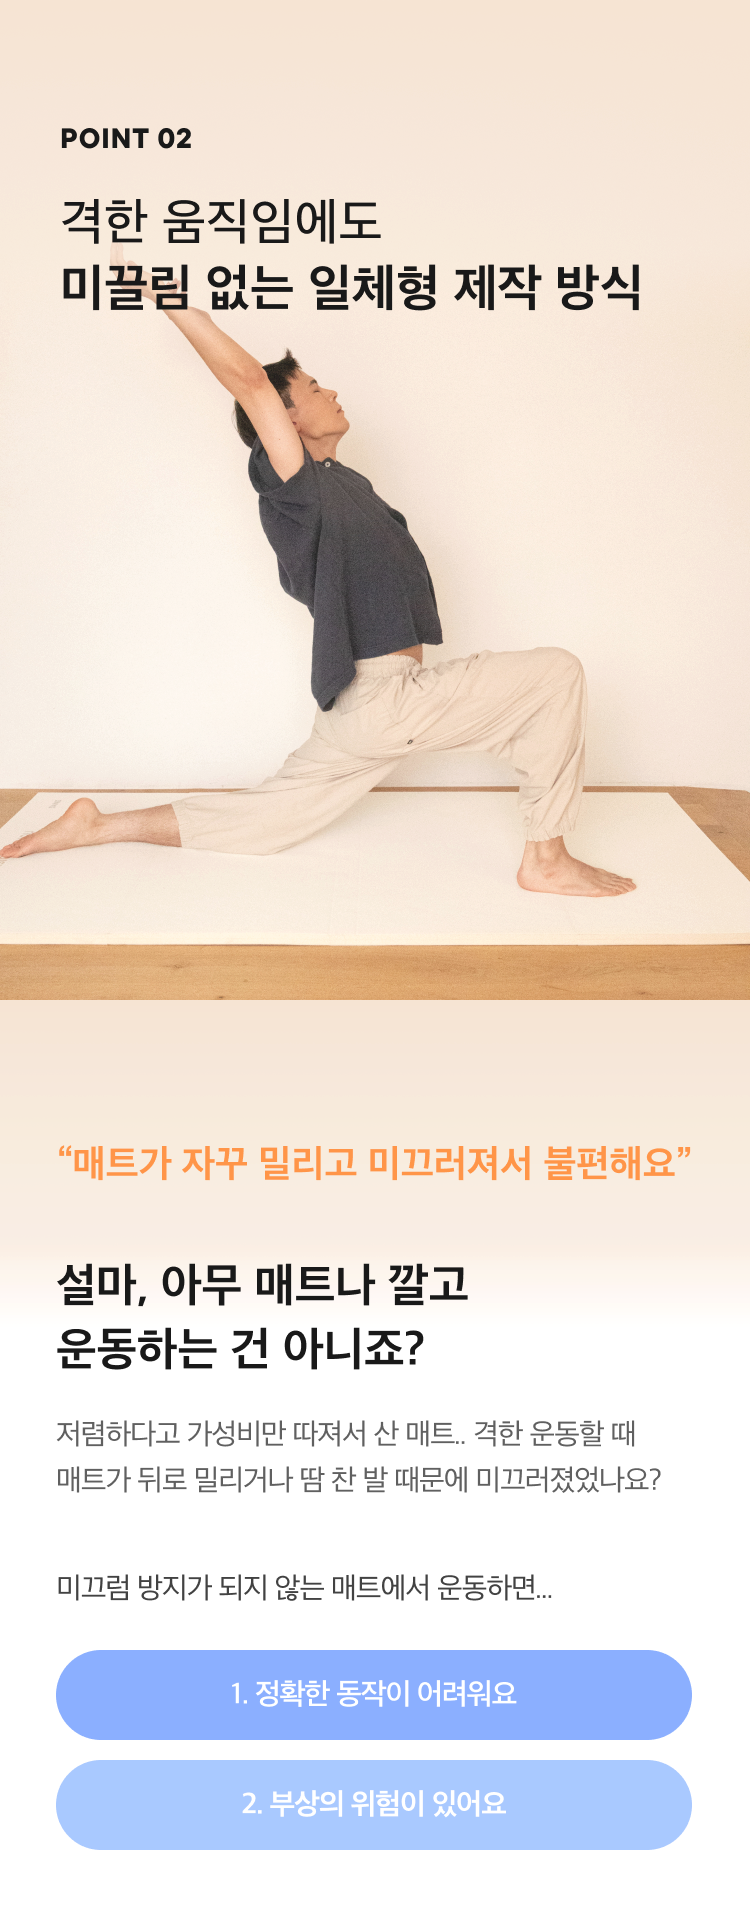 POINT 02
격한 움직임에도
미끌림 없는 일체형 제작 방식
“매트가 자꾸 밀리고 미끄러져서 불편해요”
설마, 아무 매트나 깔고
운동하는 건 아니죠?
저렴하다고 가성비만 따져서 산 매트.. 격한 운동할 때
매트가 뒤로 밀리거나 땀 찬 발 때문에 미끄러졌었나요?
미끄럼 방지가 되지 않는 매트에서 운동하면...
1. 정확한 동작이 어려워요
2. 부상의 위험이 있어요